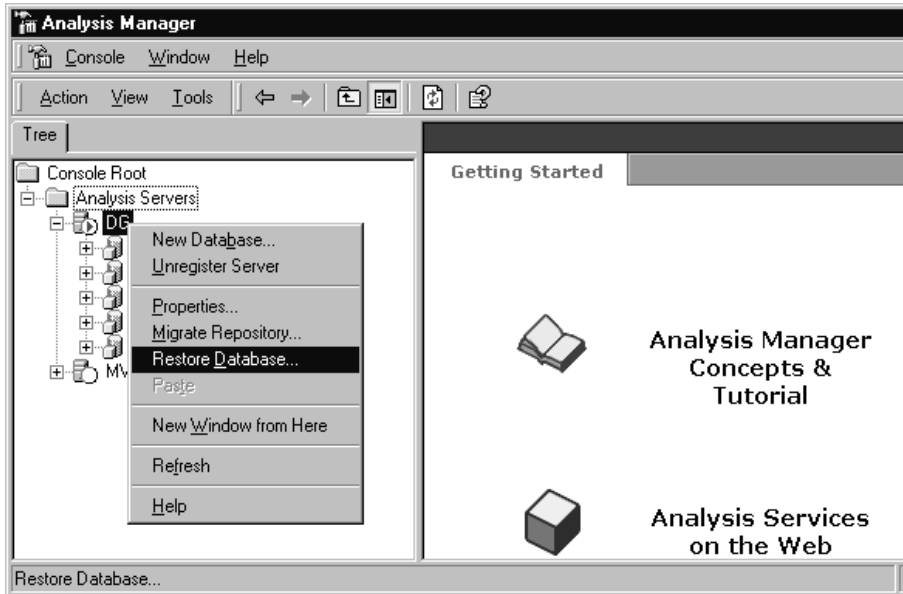 Analysis Manager
Console Window Help
Action View Tools
Tree
Console Root
Analysis Servers
DG
New Database...
Unregister Server
Properties...
Migrate Repository...
Restore Database...
Paste
New Window from Here
Refresh
Help
Getting Started
Analysis Manager
Concepts &
Tutorial
Analysis Services
on the Web
Restore Database...